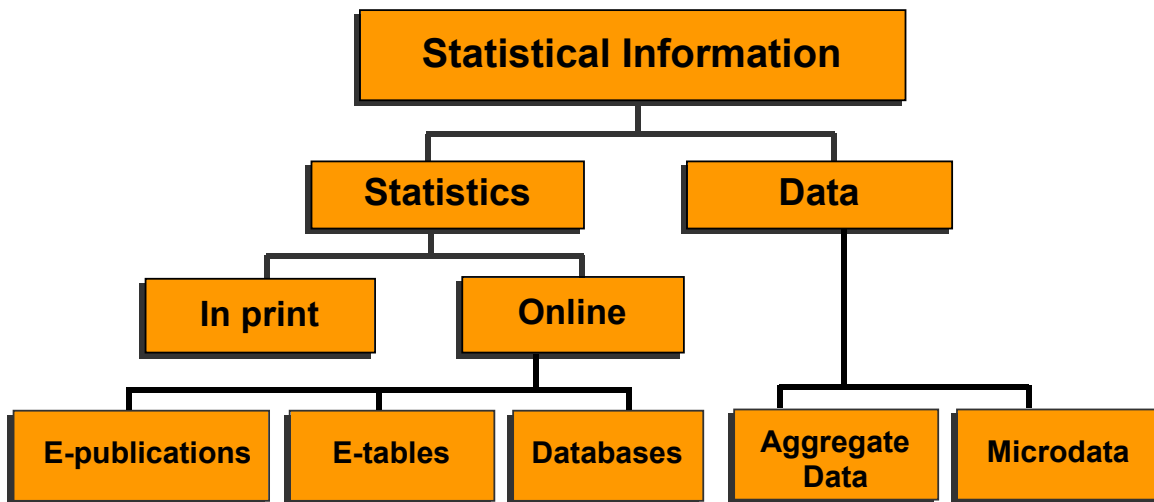 Statistical Information
Statistics
Data
In print
Online
E-publications
E-tables
Databases
Aggregate
Data
Microdata